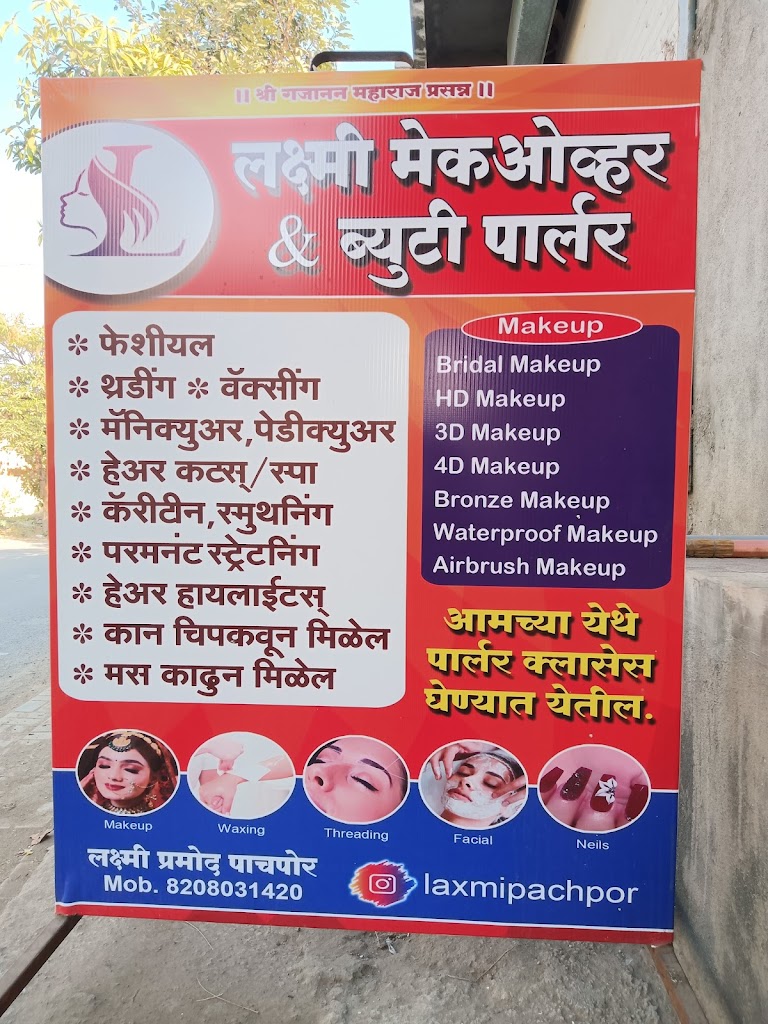 || श्री गजानन महाराज प्रसन्न ||
L
लक्ष्मी मेकओव्हर
& ब्युटी पार्लर
* फेशीयल
* थ्रडींग * वॅक्सींग
* मॅनिक्युअर,पेडीक्युअर
* हेअर कटस्/स्पा
* कॅरीटीन,स्मुथनिंग
* परमनंट स्ट्रेटनिंग
* हेअर हायलाईटस्
* कान चिपकवून मिळेल
* मस काढुन मिळेल
Makeup
Bridal Makeup
HD Makeup
3D Makeup
4D Makeup
Bronze Makeup
Waterproof Makeup
Airbrush Makeup
आमच्या येथे
पार्लर क्लासेस
घेण्यात येतील.
Makeup
Waxing
Threading
Facial
Neils
लक्ष्मी प्रमोद पाचपोर
Mob. 8208031420
laxmipachpor